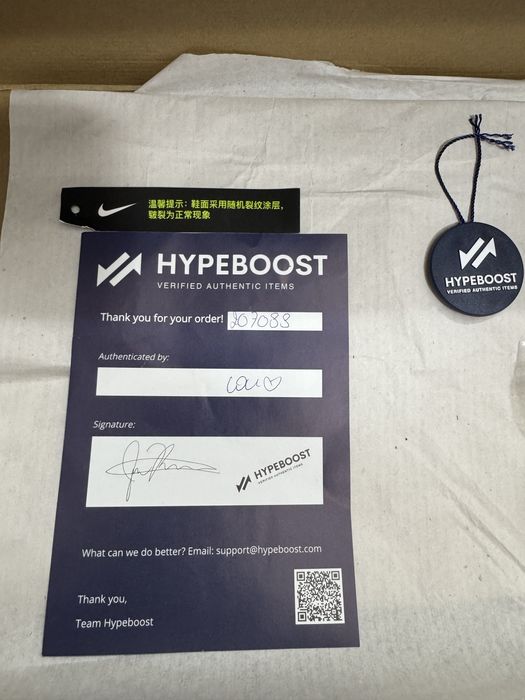 温馨提示：鞋面采用随机裂纹涂层，
皲裂为正常现象
HYPEBOOST
VERIFIED AUTHENTIC ITEMS
Thank you for your order! 207088
Authenticated by:
Lou
Signature:
HYPEBOOST
VERIFIED AUTHENTIC ITEMS
What can we do better? Email: support@hypeboost.com
Thank you,
Team Hypeboost
HYPEBOOST
VERIFIED AUTHENTIC ITEMS